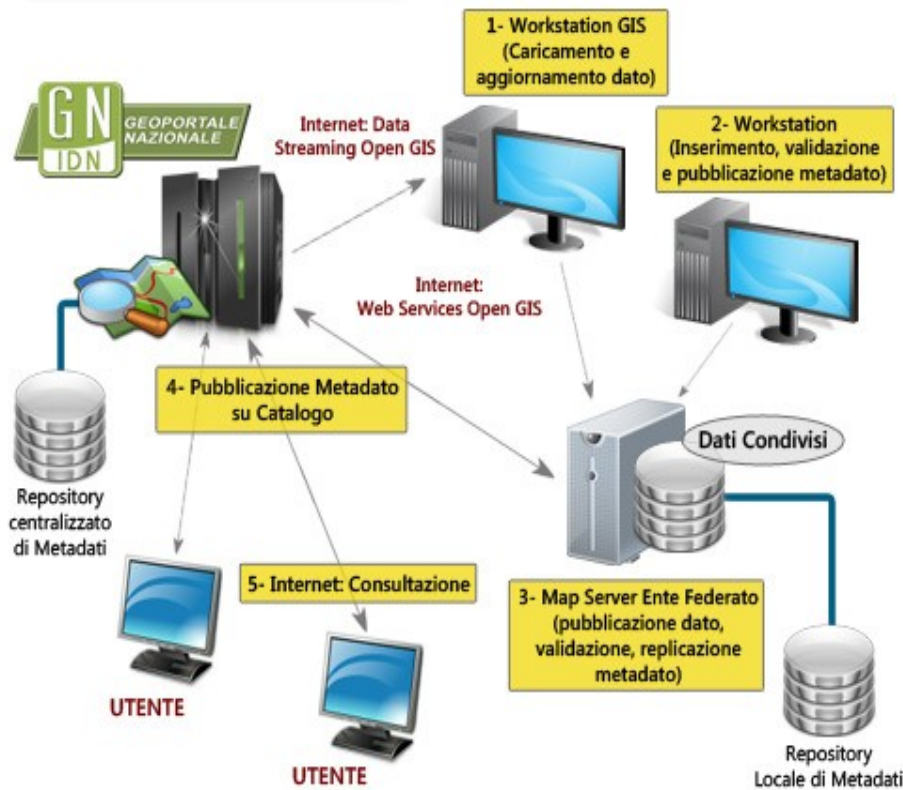 1- Workstation GIS
(Caricamento e
aggiornamento dato)
GN
IDN
GEOPORTALE
NAZIONALE
Internet: Data
Streaming Open GIS
2- Workstation
(Inserimento, validazione
e pubblicazione metadato)
Internet:
Web Services Open GIS
4- Pubblicazione Metadato
su Catalogo
Dati Condivisi
Repository
centralizzato
di Metadati
5- Internet: Consultazione
3- Map Server Ente Federato
(pubblicazione dato,
validazione, replicazione
metadato)
UTENTE
UTENTE
Repository
Locale di Metadati